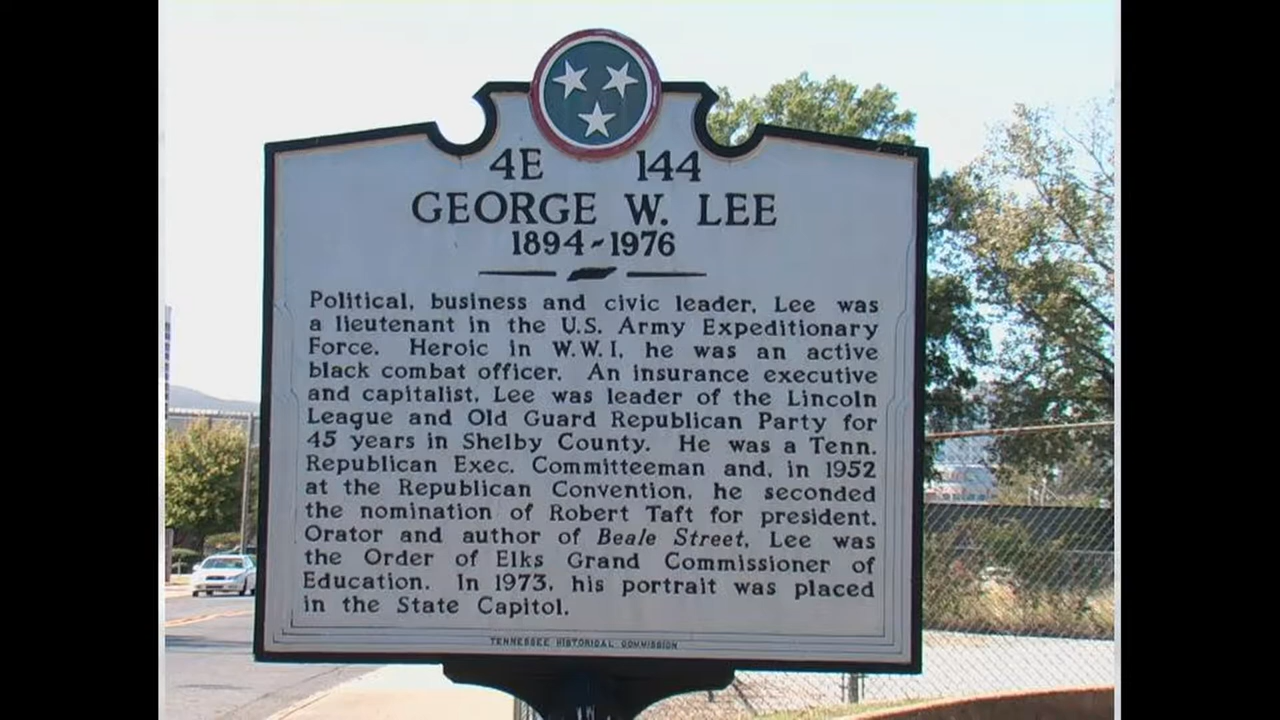 4E 144
GEORGE W. LEE
1894-1976
Political, business and civic leader, Lee was
a lieutenant in the U.S. Army Expeditionary
Force. Heroic in W.W.I, he was an active
black combat officer. An insurance executive
and capitalist, Lee was leader of the Lincoln
League and Old Guard Republican Party for
45 years in Shelby County. He was a Tenn.
Republican Exec. Committeeman and, in 1952
at the Republican Convention, he seconded
the nomination of Robert Taft for president.
Orator and author of Beale Street, Lee was
the Order of Elks Grand Commissioner of
Education. In 1973, his portrait was placed
in the State Capitol.
TENNESSEE HISTORICAL COMMISSION